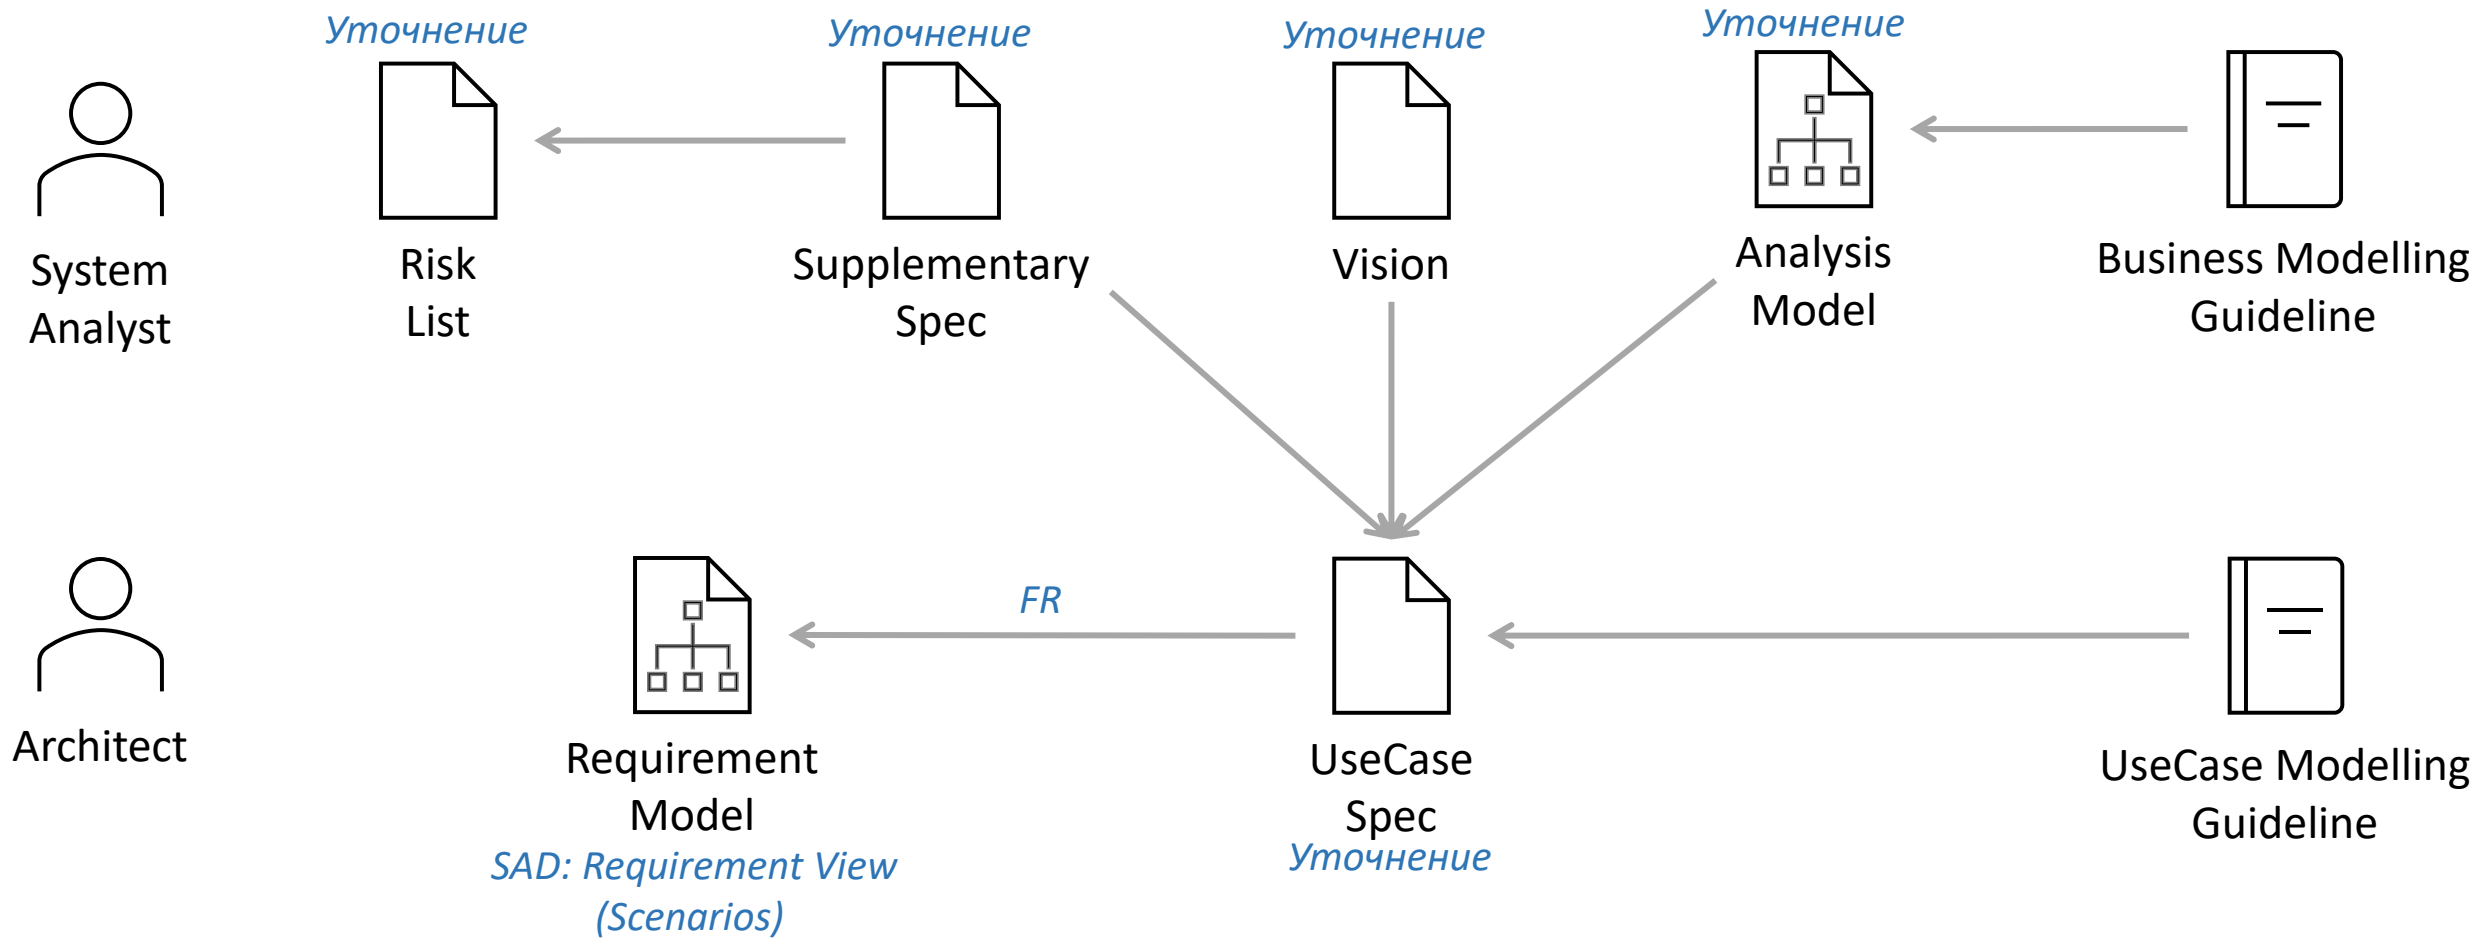 Уточнение
Уточнение
Уточнение
Уточнение
System
Analyst
Risk
List
Supplementary
Spec
Vision
Analysis
Model
Business Modelling
Guideline
FR
Architect
Requirement
Model
SAD: Requirement View
(Scenarios)
UseCase
Spec
Уточнение
UseCase Modelling
Guideline